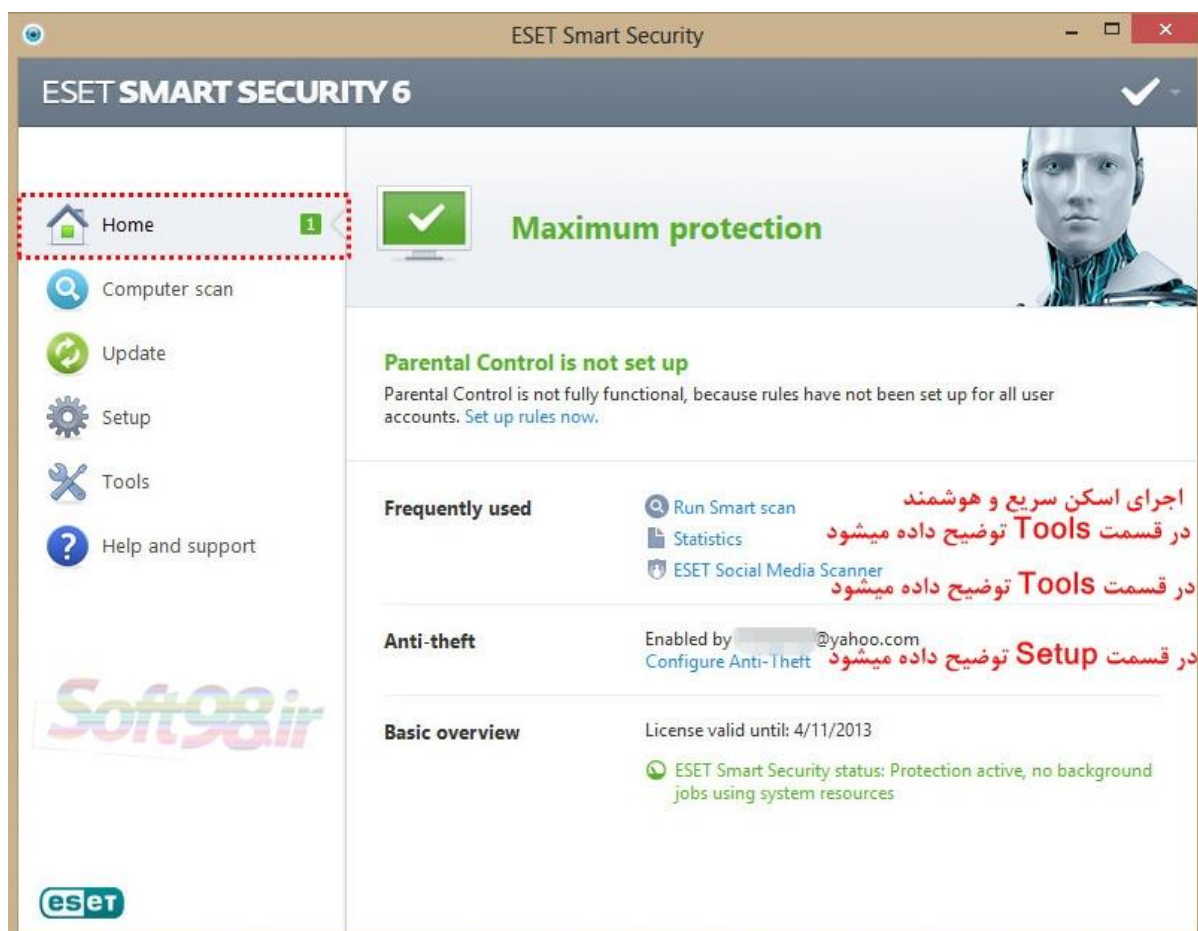 ESET Smart Security
ESET SMART SECURITY 6
Home 1
Computer scan
Update
Setup
Tools
Help and support
Soft98.ir
eset
Maximum protection
Parental Control is not set up
Parental Control is not fully functional, because rules have not been set up for all user
accounts. Set up rules now.
Frequently used
Run Smart scan
اجرای اسکن سریع و هوشمند
Statistics
در قسمت Tools توضیح داده میشود
ESET Social Media Scanner
در قسمت Tools توضیح داده میشود
Anti-theft
Enabled by @yahoo.com
Configure Anti-Theft
در قسمت Setup توضیح داده میشود
Basic overview
License valid until: 4/11/2013
ESET Smart Security status: Protection active, no background
jobs using system resources